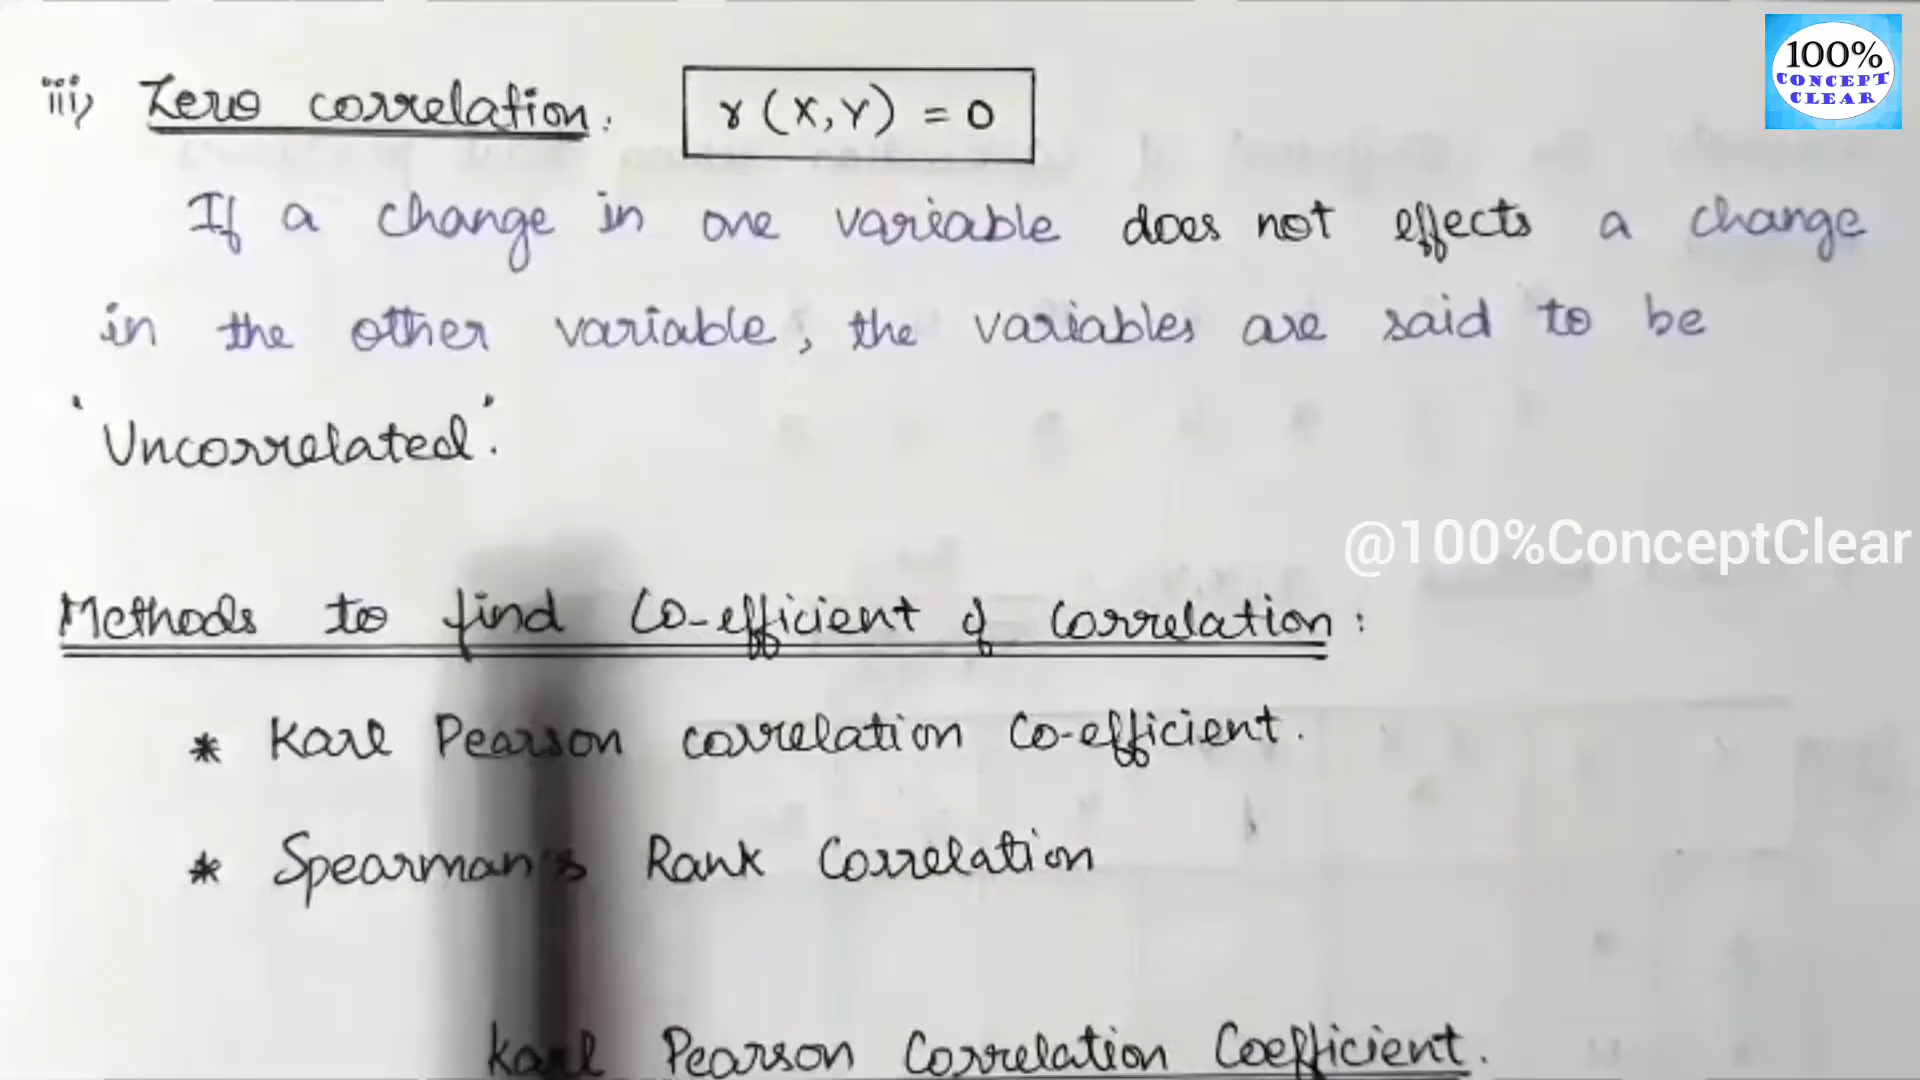 iii) Zero correlation: r(X,Y) = 0
100%
CONCEPT
CLEAR
If a change in one variable does not effects a change
in the other variable, the variables are said to be
"Uncorrelated".
@100%ConceptClear
Methods to find Co-efficient of Correlation:
* Karl Pearson correlation Co-efficient.
* Spearman's Rank Correlation
Karl Pearson Correlation Coefficient.